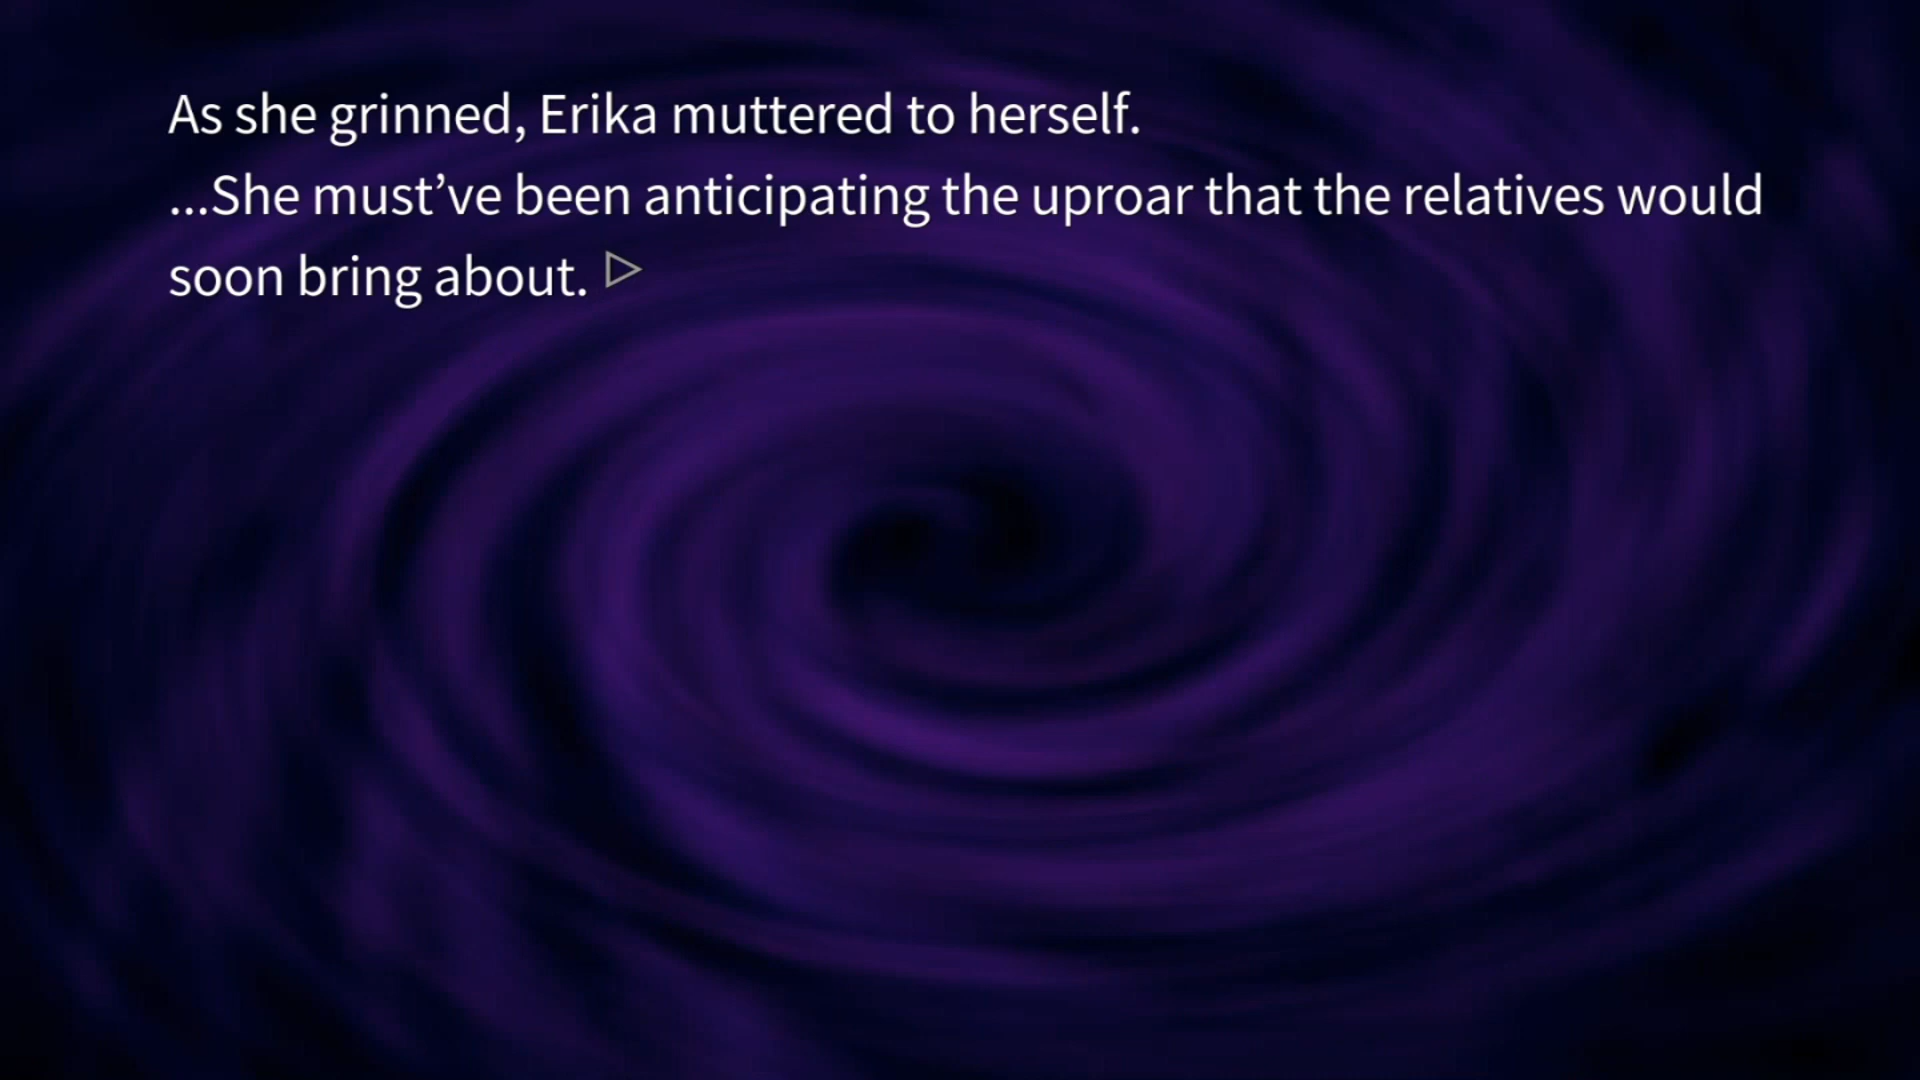 As she grinned, Erika muttered to herself.
...She must’ve been anticipating the uproar that the relatives would
soon bring about.